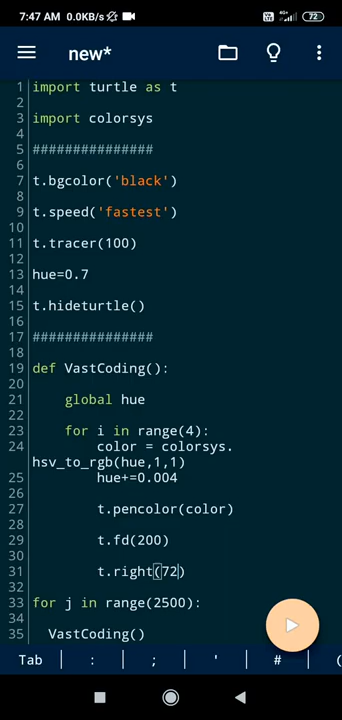 7:47 AM 0.0KB/s 72
new*
1 import turtle as t
2
3 import colorsys
4
5 ###############
6
7 t.bgcolor('black')
8
9 t.speed('fastest')
10
11 t.tracer(100)
12
13 hue=0.7
14
15 t.hideturtle()
16
17 ###############
18
19 def VastCoding():
20
21 global hue
22
23 for i in range(4):
24 color = colorsys.
hsv_to_rgb(hue,1,1)
25 hue+=0.004
26
27 t.pencolor(color)
28
29 t.fd(200)
30
31 t.right(72)
32
33 for j in range(2500):
34
35 VastCoding()
Tab : ; ' # (